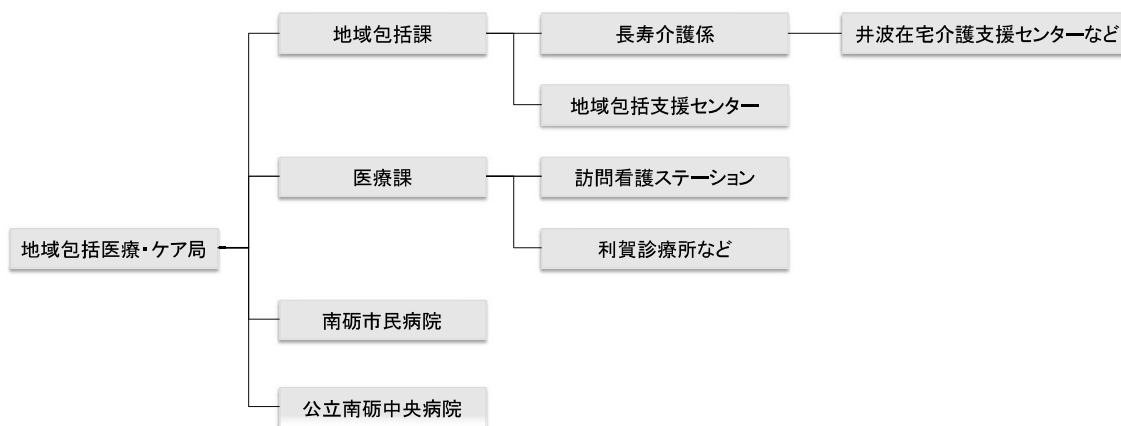 地域包括課
長寿介護係
井波在宅介護支援センターなど
地域包括支援センター
医療課
訪問看護ステーション
利賀診療所など
地域包括医療・ケア局
南砺市民病院
公立南砺中央病院